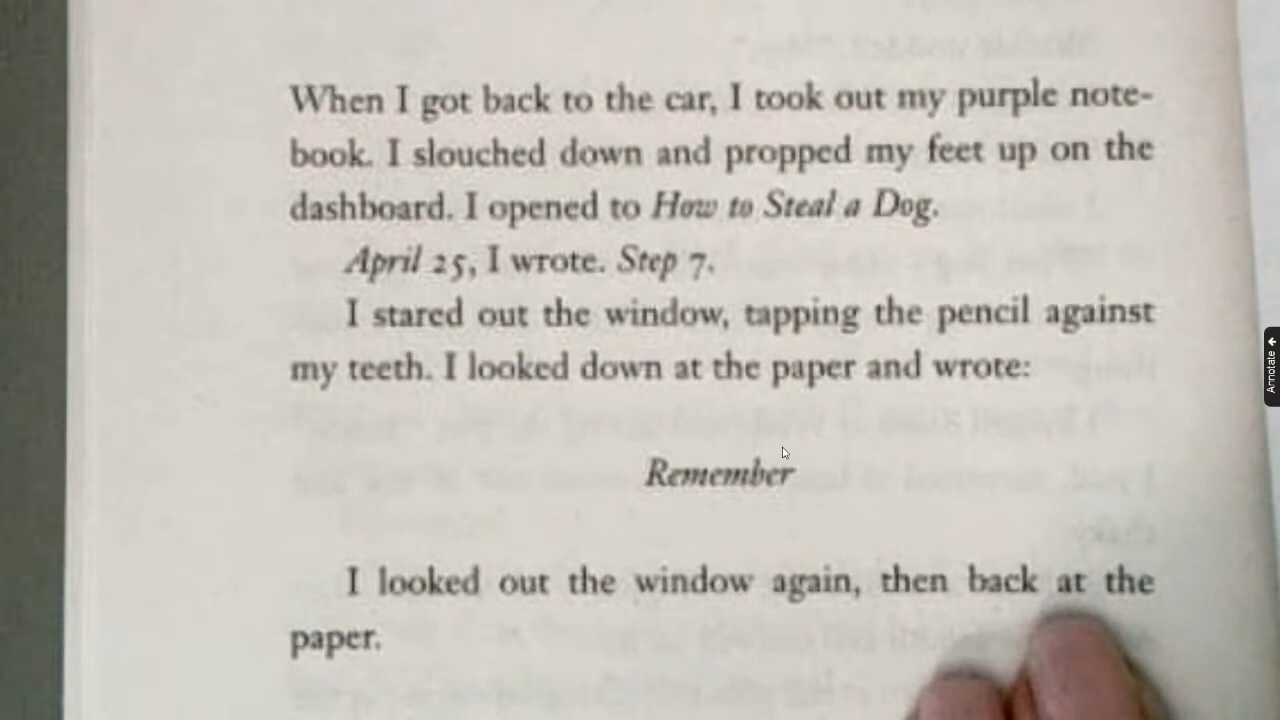 When I got back to the car, I took out my purple note-
book. I slouched down and propped my feet up on the
dashboard. I opened to How to Steal a Dog.
April 25, I wrote. Step 7.
I stared out the window, tapping the pencil against
my teeth. I looked down at the paper and wrote:
Remember
I looked out the window again, then back at the
paper.
Annotate